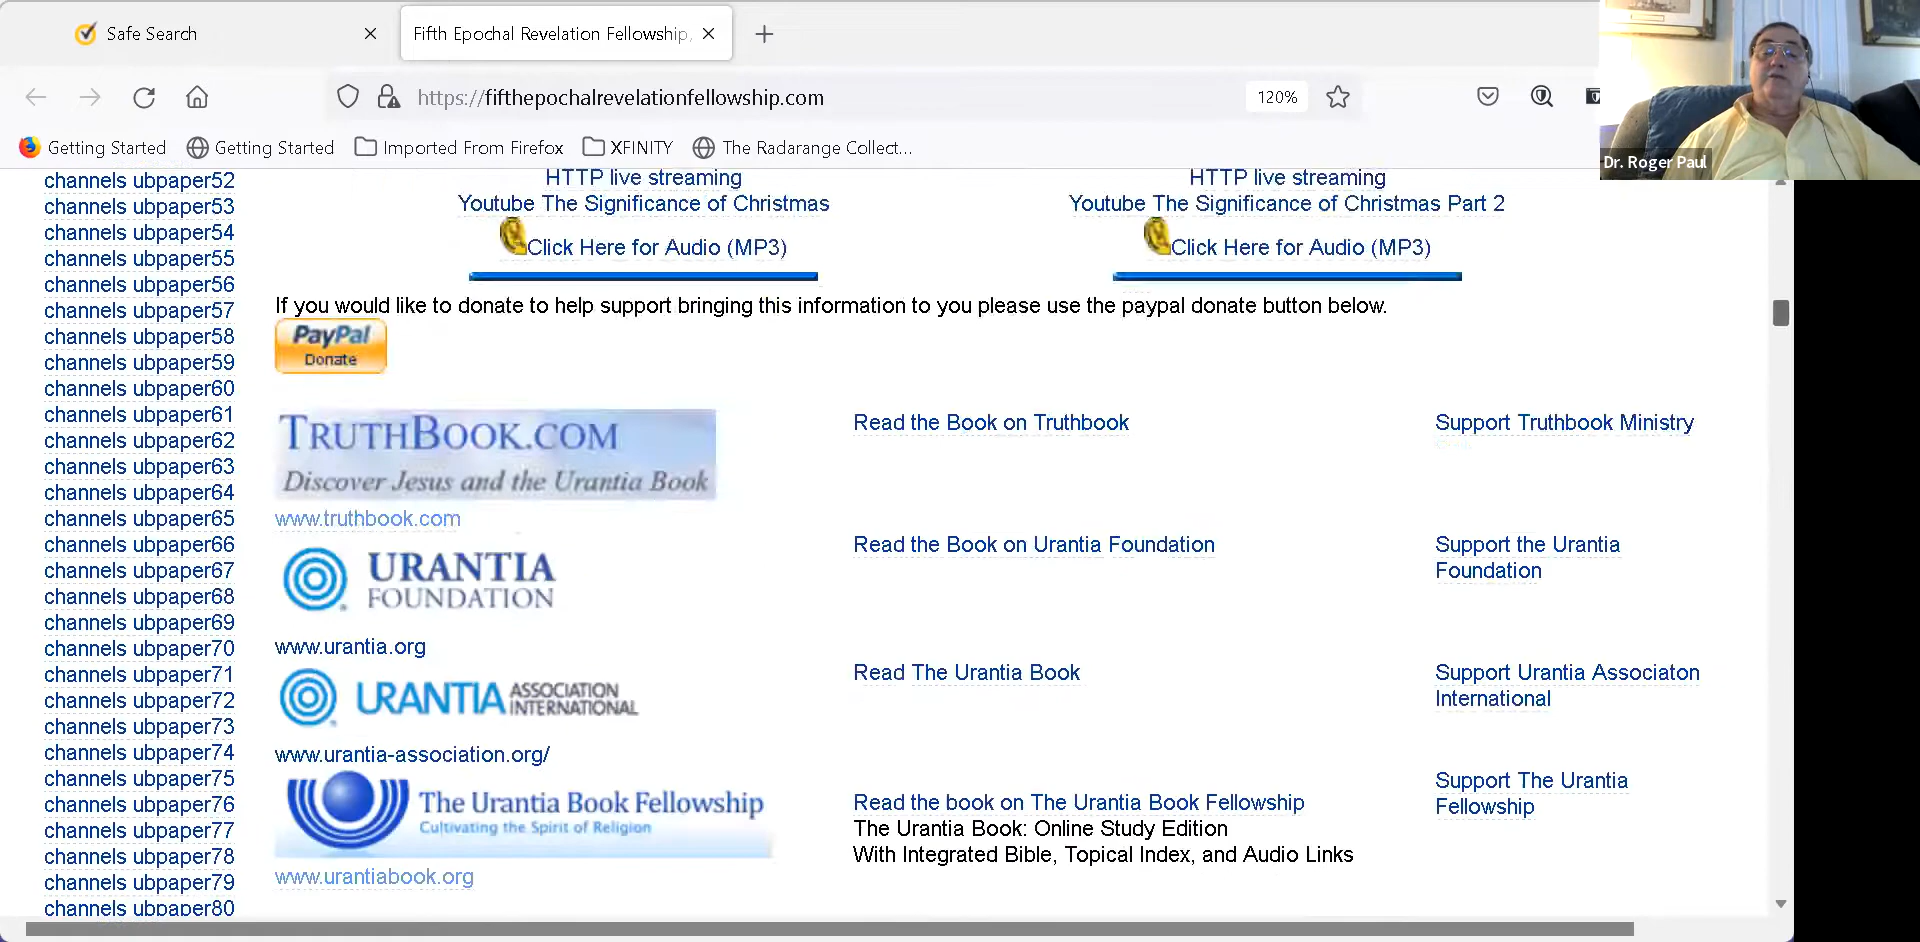 Safe Search
Fifth Epochal Revelation Fellowship,
https://fifthepochalrevelationfellowship.com
120%
Getting Started
Getting Started
Imported From Firefox
XFINITY
The Radarange Collect...
Dr. Roger Paul
channels ubpaper52
channels ubpaper53
channels ubpaper54
channels ubpaper55
channels ubpaper56
channels ubpaper57
channels ubpaper58
channels ubpaper59
channels ubpaper60
channels ubpaper61
channels ubpaper62
channels ubpaper63
channels ubpaper64
channels ubpaper65
channels ubpaper66
channels ubpaper67
channels ubpaper68
channels ubpaper69
channels ubpaper70
channels ubpaper71
channels ubpaper72
channels ubpaper73
channels ubpaper74
channels ubpaper75
channels ubpaper76
channels ubpaper77
channels ubpaper78
channels ubpaper79
channels ubpaper80
HTTP live streaming
Youtube The Significance of Christmas
Click Here for Audio (MP3)
HTTP live streaming
Youtube The Significance of Christmas Part 2
Click Here for Audio (MP3)
If you would like to donate to help support bringing this information to you please use the paypal donate button below.
PayPal
Donate
TRUTHBOOK.COM
Discover Jesus and the Urantia Book
www.truthbook.com
Read the Book on Truthbook
Support Truthbook Ministry
URANTIA
FOUNDATION
www.urantia.org
Read the Book on Urantia Foundation
Support the Urantia
Foundation
URANTIA ASSOCIATION
INTERNATIONAL
www.urantia-association.org/
Read The Urantia Book
Support Urantia Associaton
International
The Urantia Book Fellowship
Cultivating the Spirit of Religion
www.urantiabook.org
Read the book on The Urantia Book Fellowship
The Urantia Book: Online Study Edition
With Integrated Bible, Topical Index, and Audio Links
Support The Urantia
Fellowship